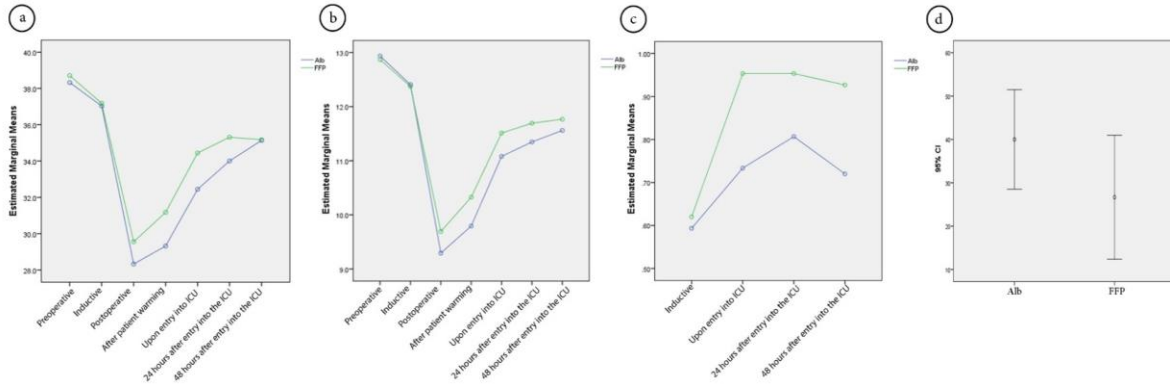 a
Estimated Marginal Means
40.0
38.0
36.0
34.0
32.0
30.0
28.0
Alb
FFP
Preoperative
Inductive
Postoperative
After patient warming
Upon entry into ICU
24 hours after entry into the ICU
48 hours after entry into the ICU
b
Estimated Marginal Means
13.0
12.0
11.0
10.0
9.0
Alb
FFP
Preoperative
Inductive
Postoperative
After patient warming
Upon entry into ICU
24 hours after entry into the ICU
48 hours after entry into the ICU
c
Estimated Marginal Means
1.00
.90
.80
.70
.60
.50
Alb
FFP
Inductive
Upon entry into ICU
24 hours after entry into the ICU
48 hours after entry into the ICU
d
95% CI
60
50
40
30
20
10
Alb
FFP